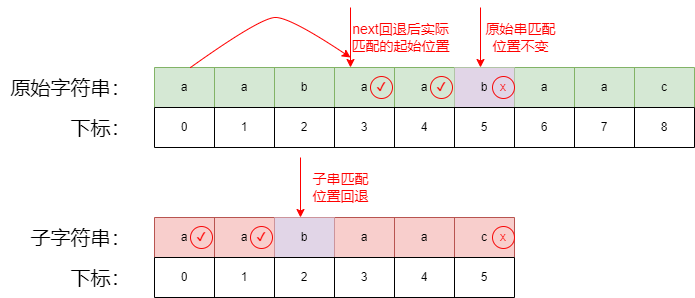 next回退后实际
匹配的起始位置
原始串匹配
位置不变
原始字符串: a a b a ✓ a ✓ b x a a c
下标: 0 1 2 3 4 5 6 7 8
子串匹配
位置回退
子字符串: a ✓ a ✓ b a a c x
下标: 0 1 2 3 4 5